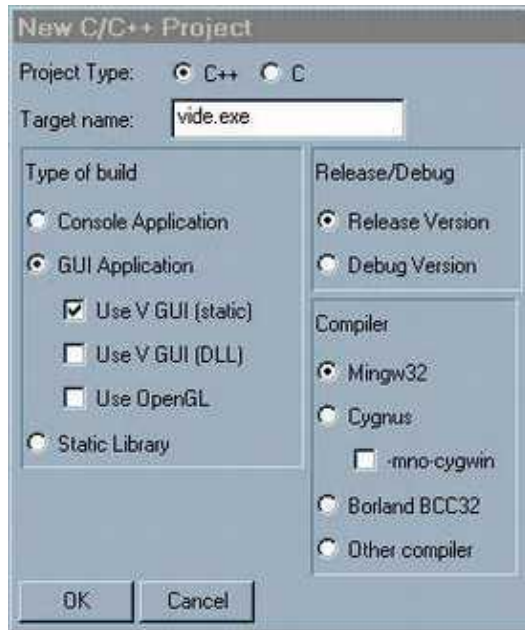 New C/C++ Project
Project Type: C++ C
Target name: vide.exe
Type of build
Console Application
GUI Application
Use V GUI (static)
Use V GUI (DLL)
Use OpenGL
Static Library
Release/Debug
Release Version
Debug Version
Compiler
Mingw32
Cygnus
-mno-cygwin
Borland BCC32
Other compiler
OK Cancel